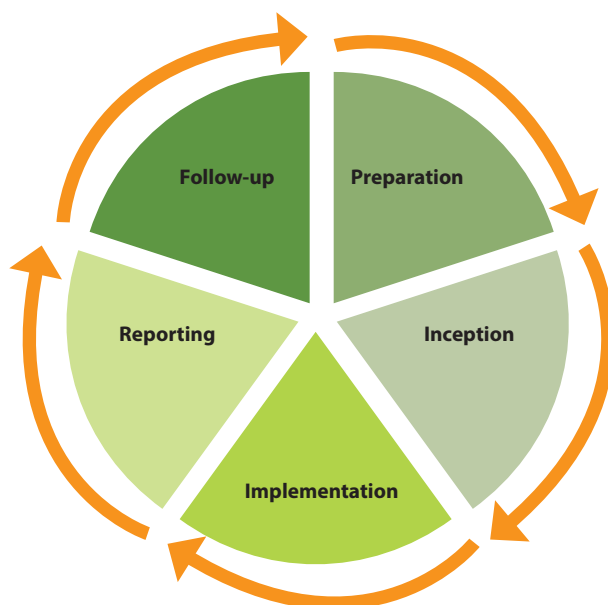 Follow-up
Preparation
Reporting
Inception
Implementation